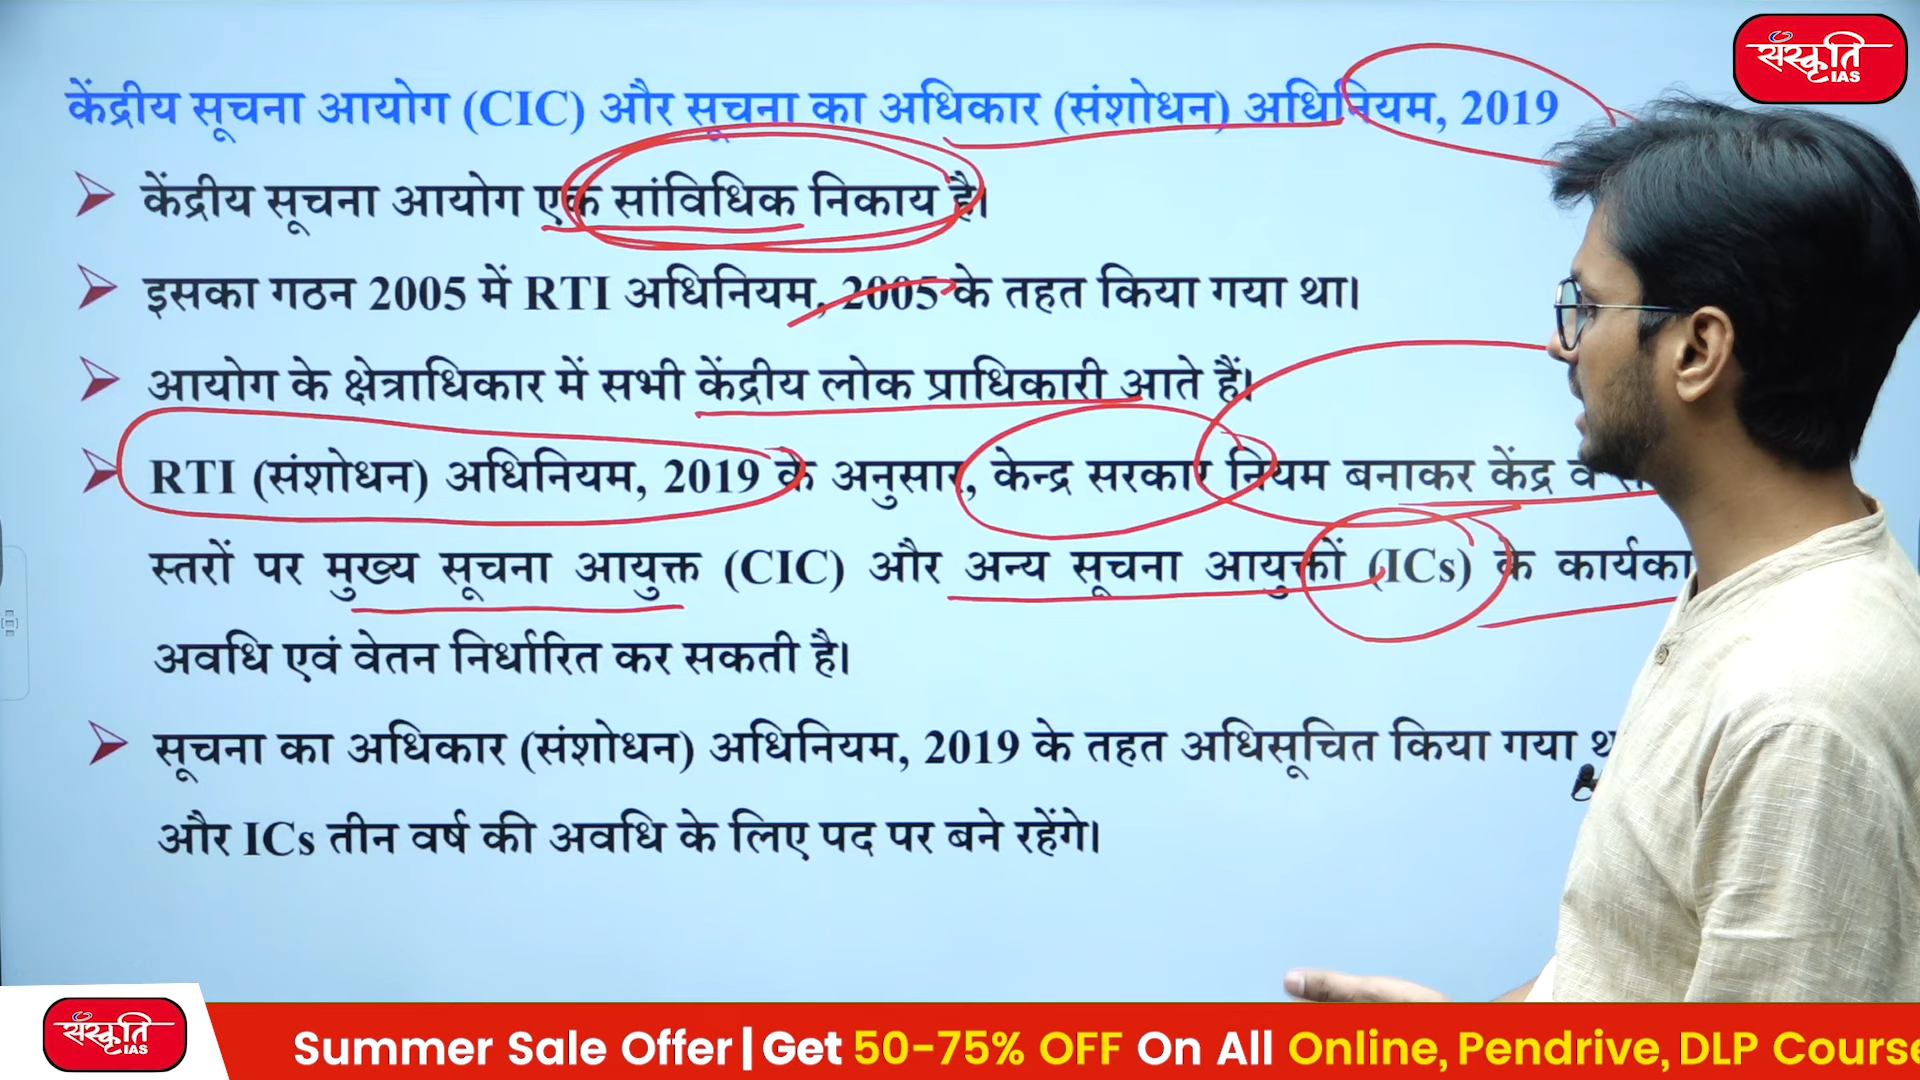 संस्कृति
IAS
केंद्रीय सूचना आयोग (CIC) और सूचना का अधिकार (संशोधन) अधिनियम, 2019
केंद्रीय सूचना आयोग एक सांविधिक निकाय है।
इसका गठन 2005 में RTI अधिनियम, 2005 के तहत किया गया था।
आयोग के क्षेत्राधिकार में सभी केंद्रीय लोक प्राधिकारी आते हैं।
RTI (संशोधन) अधिनियम, 2019 के अनुसार, केन्द्र सरकार नियम बनाकर केंद्र व
स्तरों पर मुख्य सूचना आयुक्त (CIC) और अन्य सूचना आयुक्तों (ICs) के
अवधि एवं वेतन निर्धारित कर सकती है।
सूचना का अधिकार (संशोधन) अधिनियम, 2019 के तहत अधिसूचित किया गया
और ICs तीन वर्ष की अवधि के लिए पद पर बने रहेंगे।
संस्कृति
IAS
Summer Sale Offer | Get 50-75% OFF On All Online, Pendrive, DLP Course